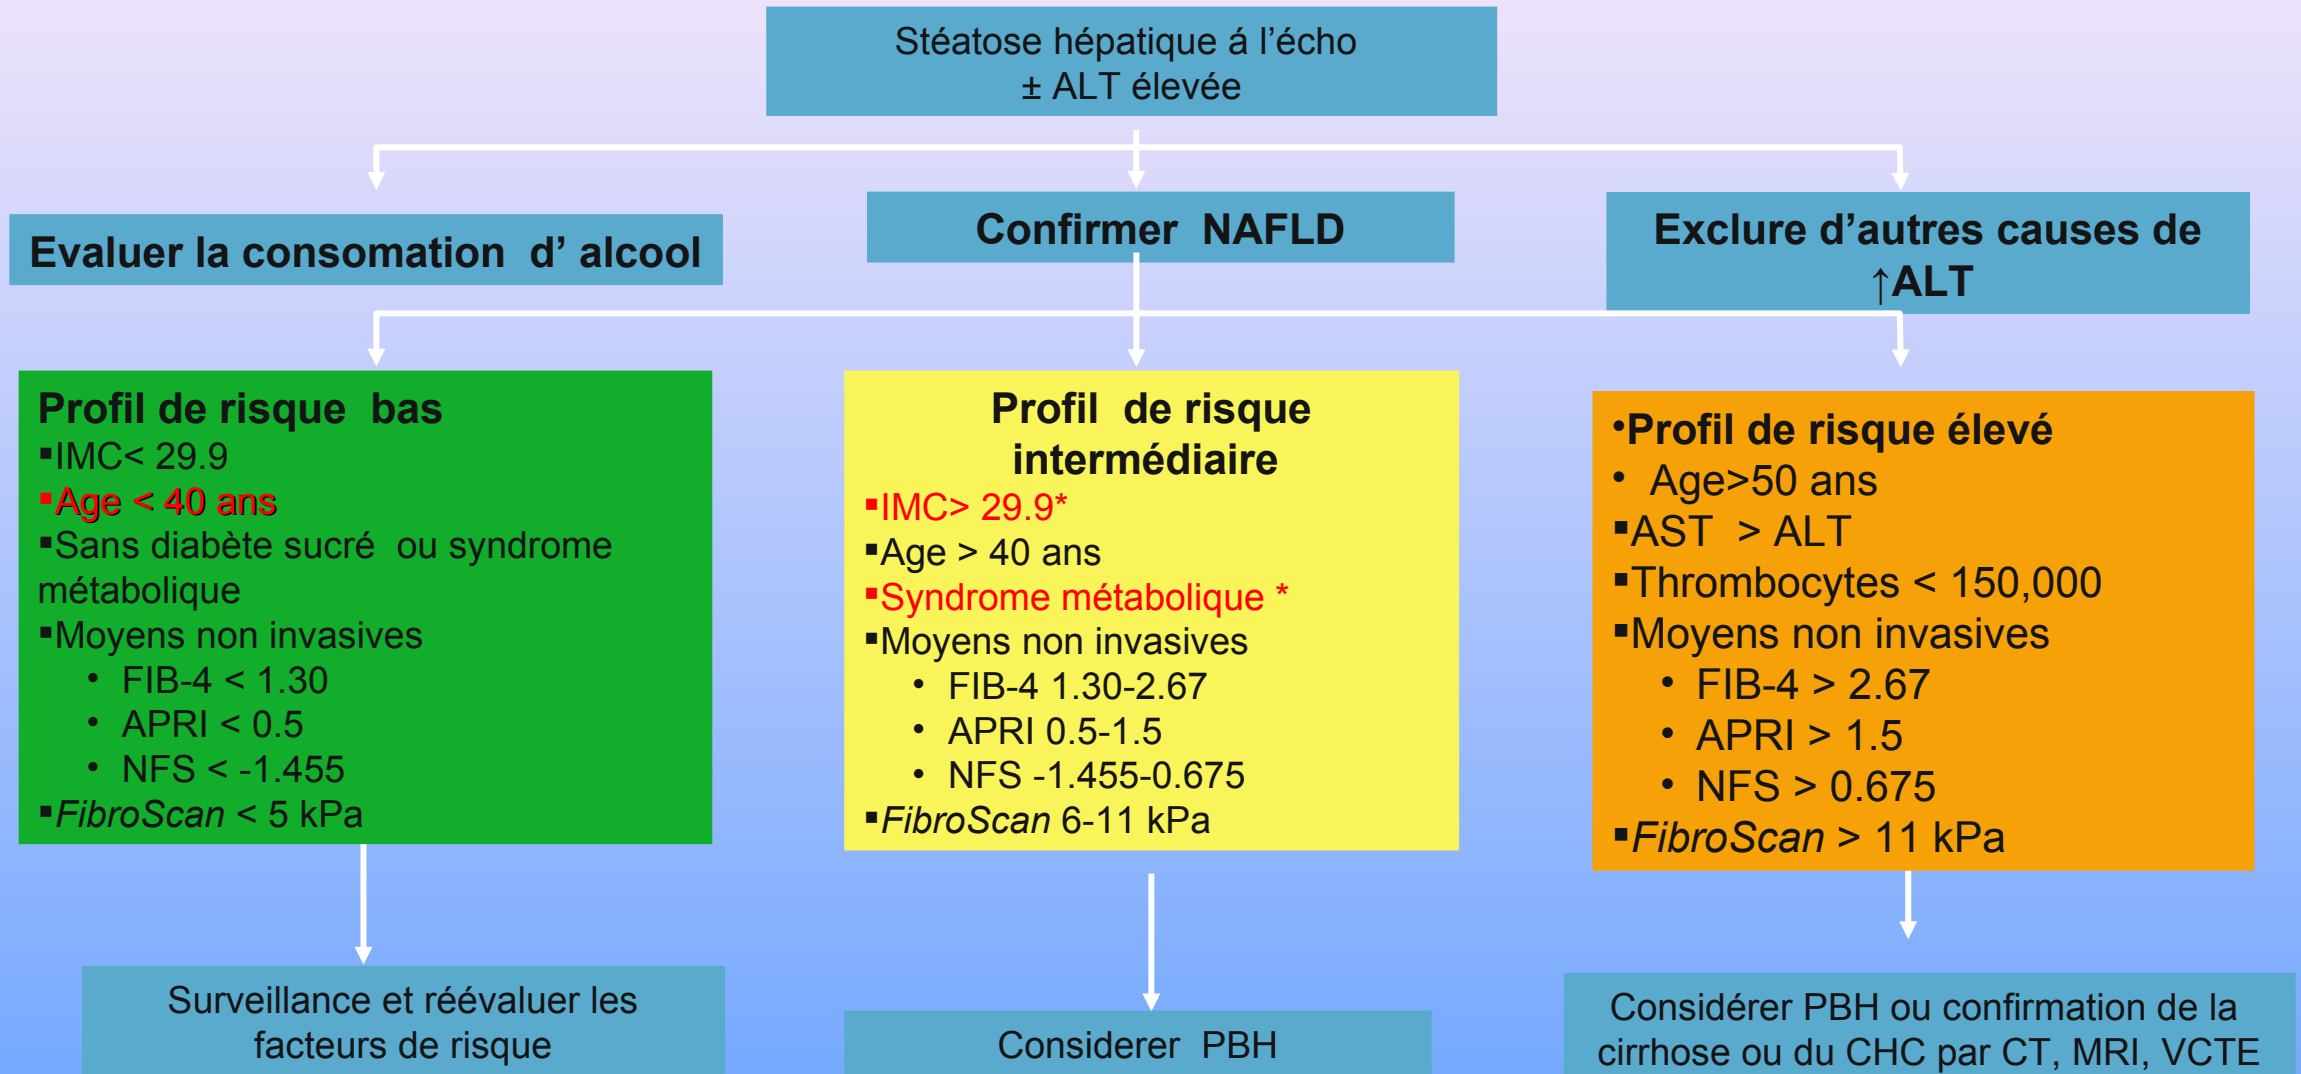 Stéatose hépatique á l’écho
± ALT élevée
Evaluer la consomation d’ alcool
Confirmer NAFLD
Exclure d’autres causes de
↑ALT
Profil de risque bas
▪IMC< 29.9
▪Age < 40 ans
▪Sans diabète sucré ou syndrome
métabolique
▪Moyens non invasives
• FIB-4 < 1.30
• APRI < 0.5
• NFS < -1.455
▪FibroScan < 5 kPa
Profil de risque
intermédiaire
▪IMC> 29.9*
▪Age > 40 ans
▪Syndrome métabolique *
▪Moyens non invasives
• FIB-4 1.30-2.67
• APRI 0.5-1.5
• NFS -1.455-0.675
▪FibroScan 6-11 kPa
•Profil de risque élevé
• Age>50 ans
▪AST > ALT
▪Thrombocytes < 150,000
▪Moyens non invasives
• FIB-4 > 2.67
• APRI > 1.5
• NFS > 0.675
▪FibroScan > 11 kPa
Surveillance et réévaluer les
facteurs de risque
Considerer PBH
Considérer PBH ou confirmation de la
cirrhose ou du CHC par CT, MRI, VCTE